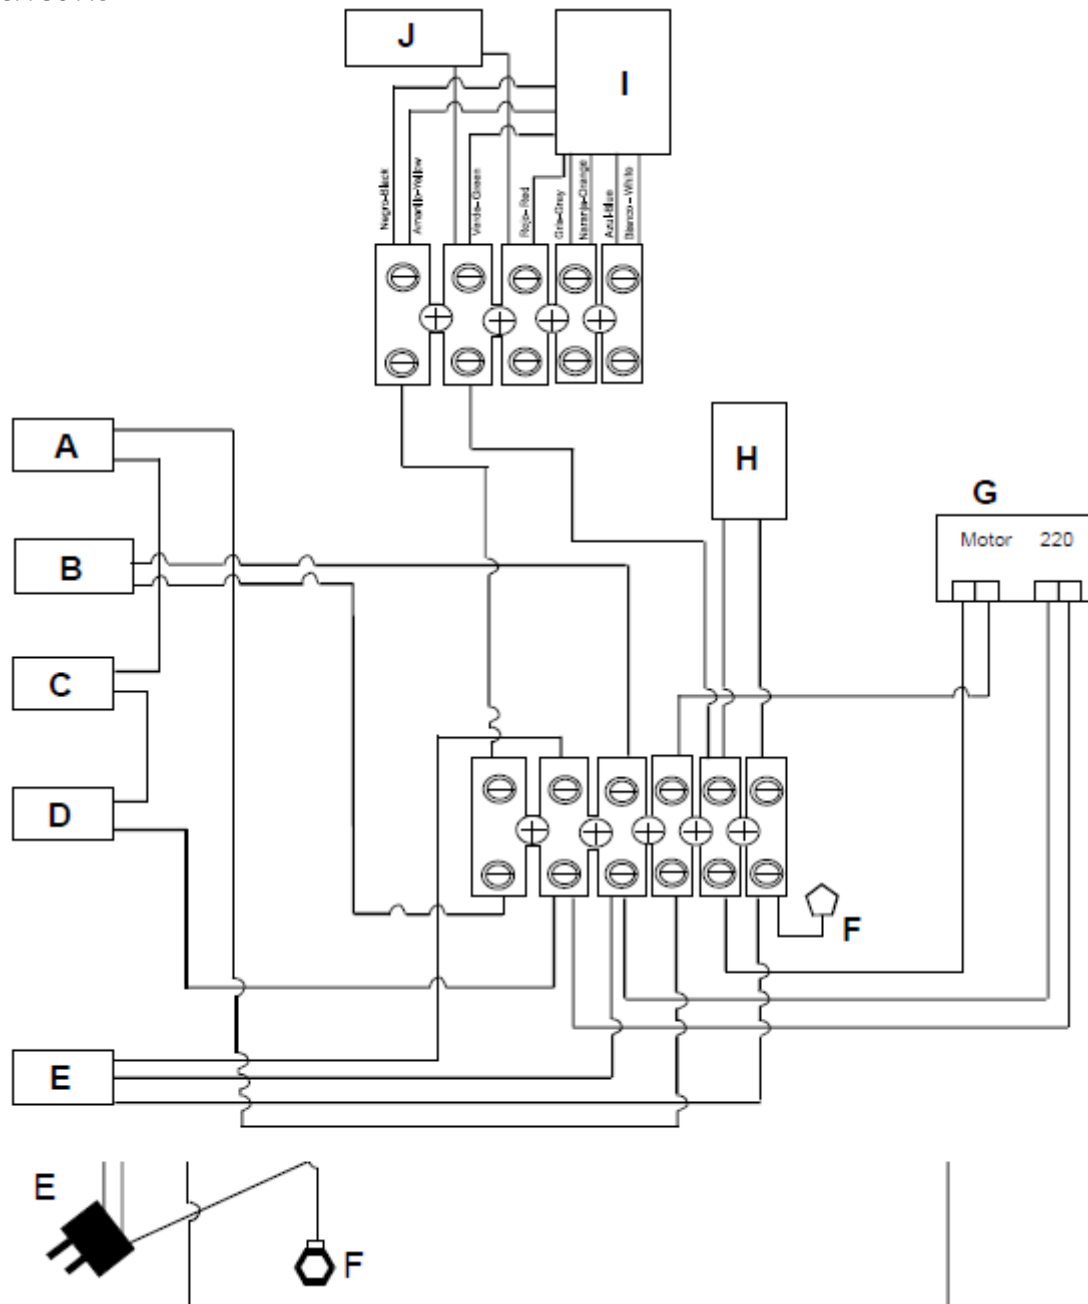 J
I
Negro-Black
Amarillo-Yellow
Verde-Green
Rojo-Red
Gris-Grey
Naranja-Orange
Azul-Blue
Blanco-White
A
H
G
Motor 220
B
C
D
F
E
E
F